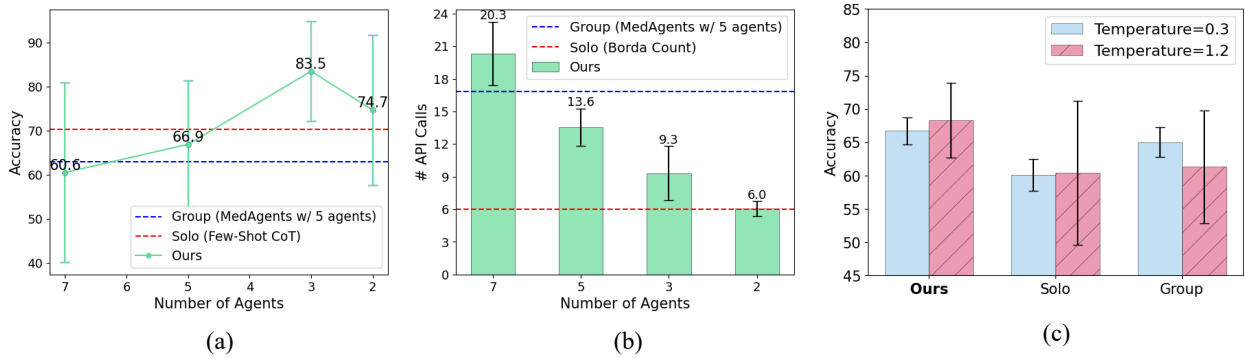 90
80
70
60
50
40
Accuracy
60.6
66.9
83.5
74.7
Group (MedAgents w/ 5 agents)
Solo (Few-Shot CoT)
Ours
7
6
5
4
3
2
Number of Agents
(a)
24
21
18
15
12
9
6
3
0
# API Calls
20.3
13.6
9.3
6.0
Group (MedAgents w/ 5 agents)
Solo (Borda Count)
Ours
7
5
3
2
Number of Agents
(b)
85
80
75
70
65
60
55
50
45
Accuracy
Temperature=0.3
Temperature=1.2
Ours
Solo
Group
(c)